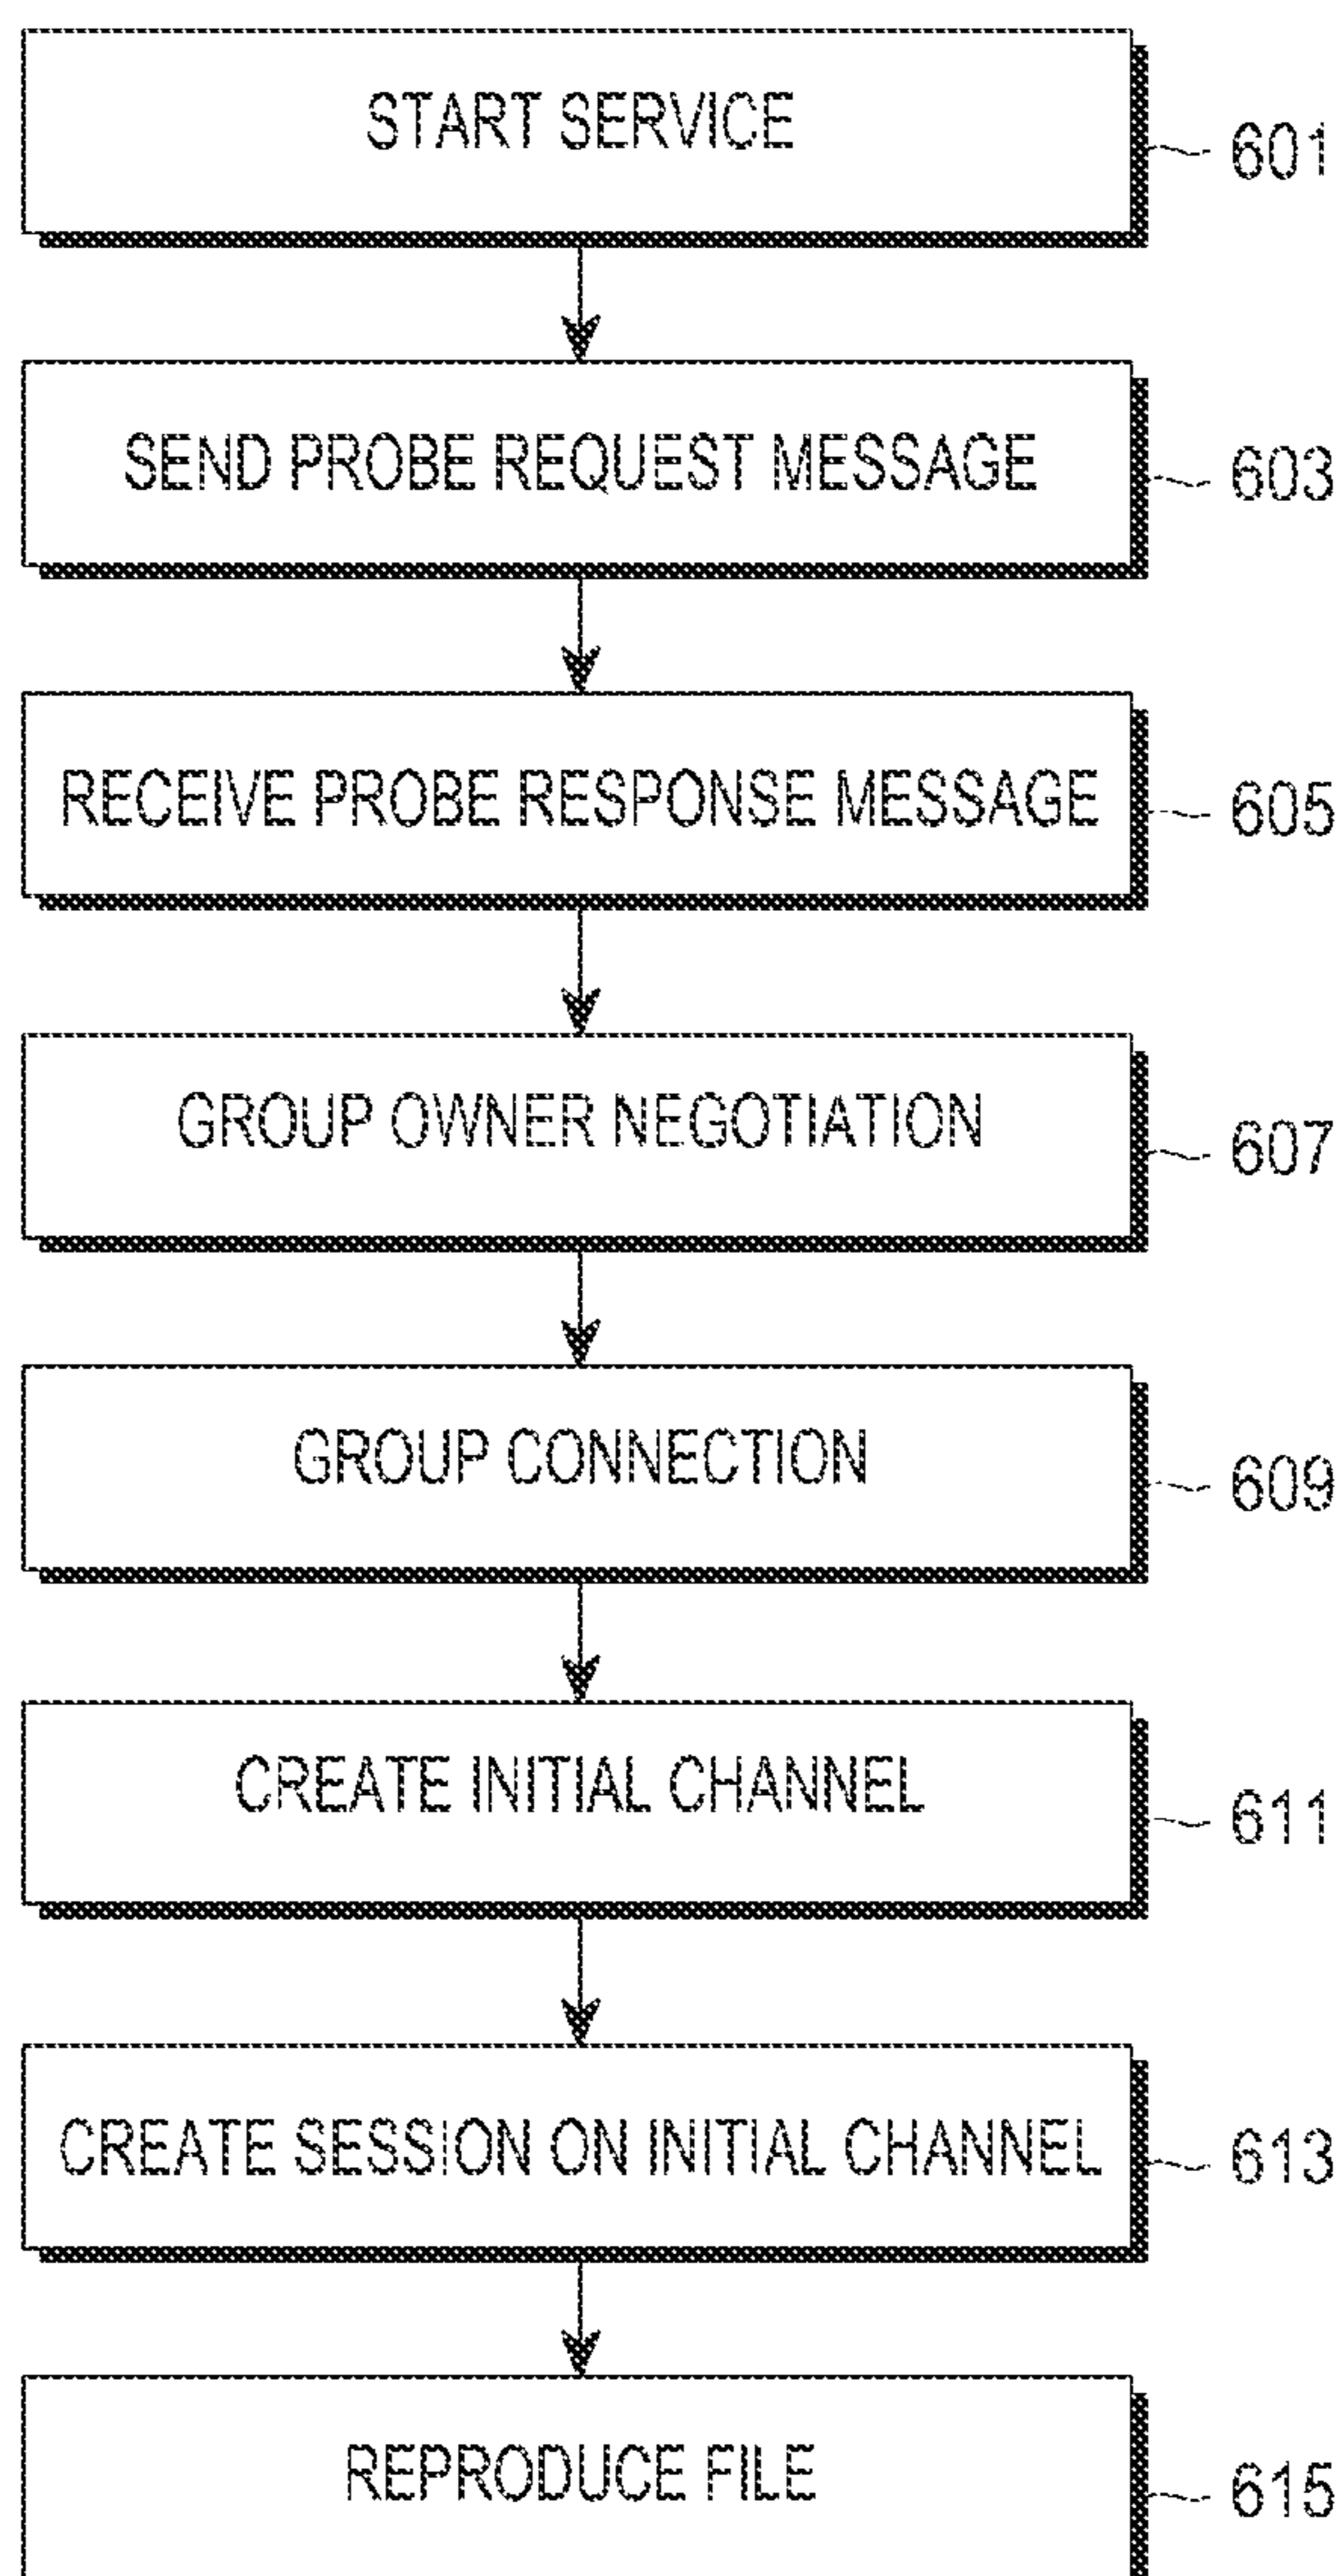 START SERVICE
601
SEND PROBE REQUEST MESSAGE
603
RECEIVE PROBE RESPONSE MESSAGE
605
GROUP OWNER NEGOTIATION
607
GROUP CONNECTION
609
CREATE INITIAL CHANNEL
611
CREATE SESSION ON INITIAL CHANNEL
613
REPRODUCE FILE
615